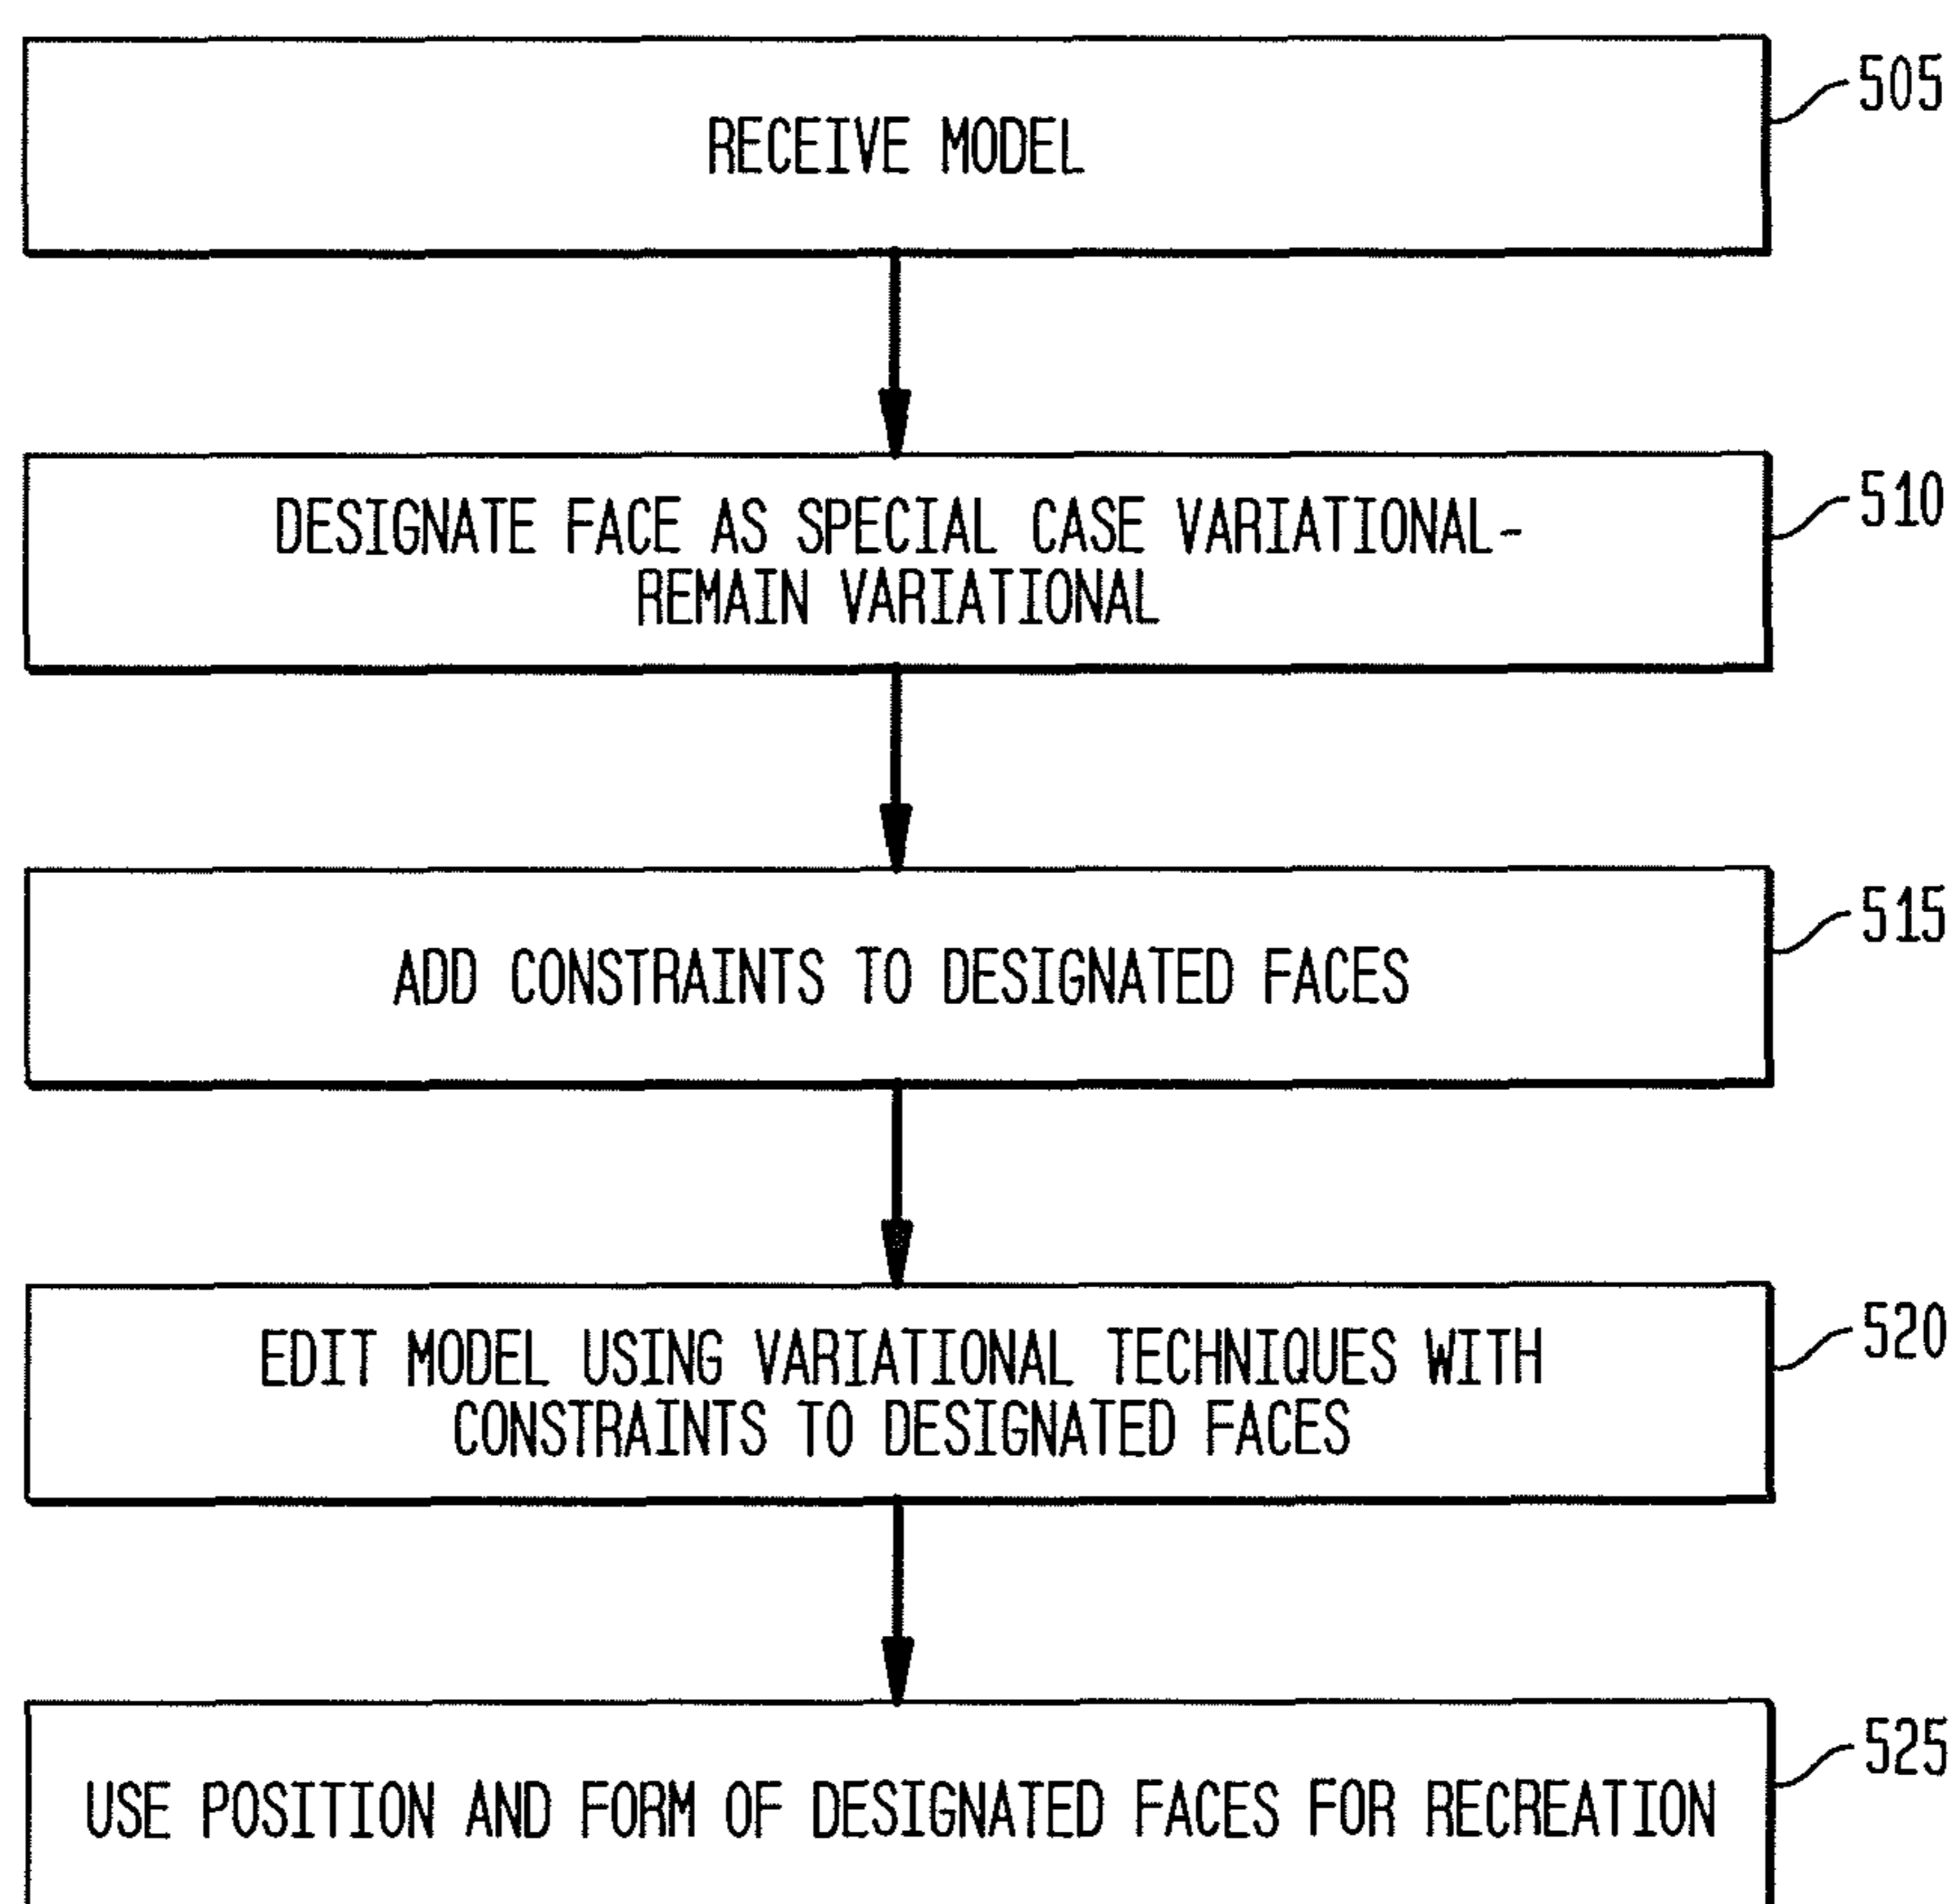 RECEIVE MODEL
505
DESIGNATE FACE AS SPECIAL CASE VARIATIONAL-
REMAIN VARIATIONAL
510
ADD CONSTRAINTS TO DESIGNATED FACES
515
EDIT MODEL USING VARIATIONAL TECHNIQUES WITH
CONSTRAINTS TO DESIGNATED FACES
520
USE POSITION AND FORM OF DESIGNATED FACES FOR RECREATION
525